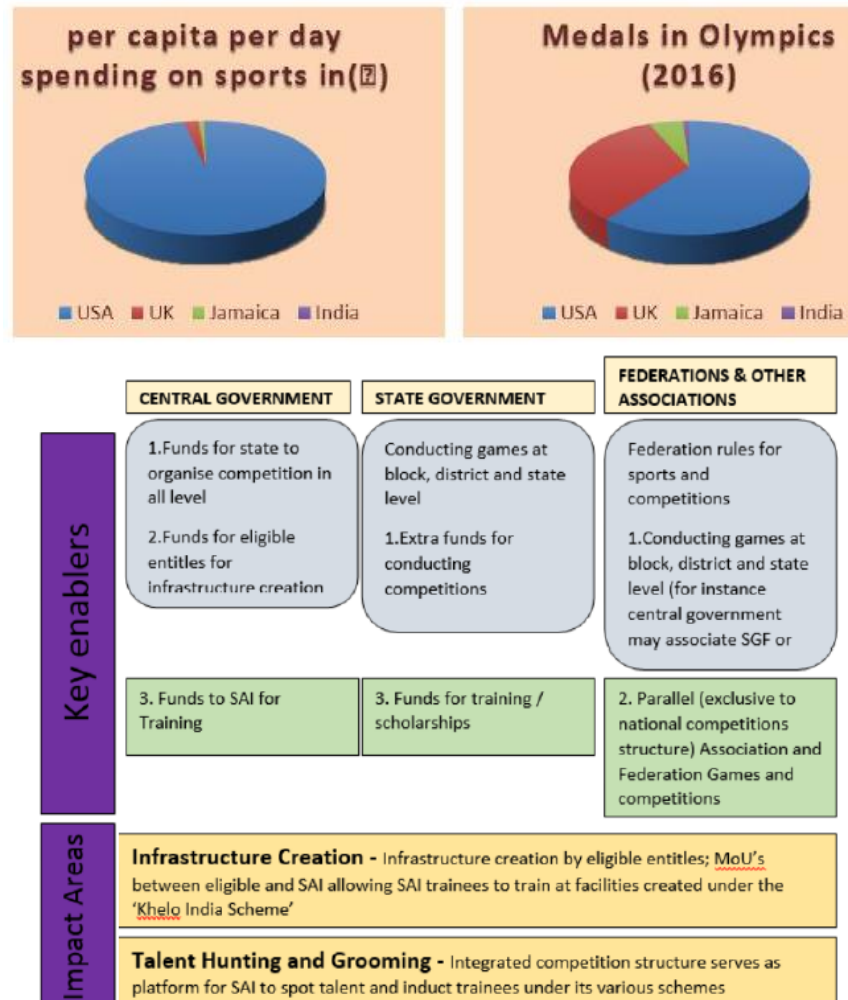 per capita per day
spending on sports in(⍰)
USA UK Jamaica India
Medals in Olympics
(2016)
USA UK Jamaica India
CENTRAL GOVERNMENT
STATE GOVERNMENT
FEDERATIONS & OTHER
ASSOCIATIONS
Key enablers
1.Funds for state to
organise competition in
all level
2.Funds for eligible
entities for
infrastructure creation
Conducting games at
block, district and state
level
1.Extra funds for
conducting
competitions
Federation rules for
sports and
competitions
1.Conducting games at
block, district and state
level (for instance
central government
may associate SGF or
3. Funds to SAI for
Training
3. Funds for training /
scholarships
2. Parallel (exclusive to
national competitions
structure) Association and
Federation Games and
competitions
Impact Areas
Infrastructure Creation - Infrastructure creation by eligible entities; MoU's
between eligible and SAI allowing SAI trainees to train at facilities created under the
'Khelo India Scheme'
Talent Hunting and Grooming - Integrated competition structure serves as
platform for SAI to spot talent and induct trainees under its various schemes